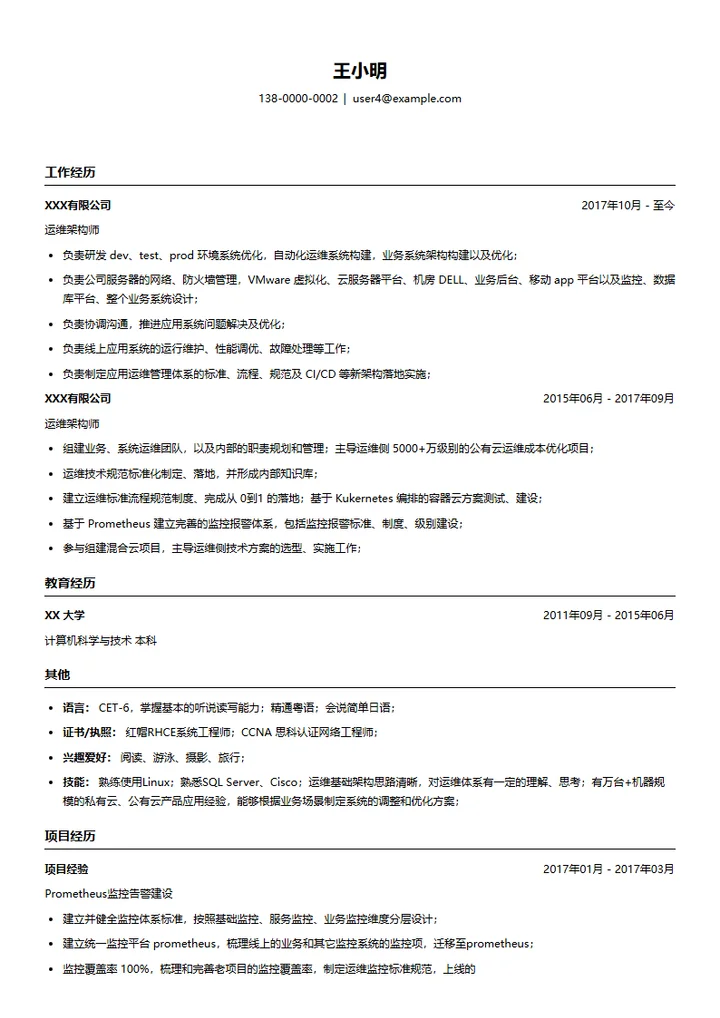 王小明
138-0000-0002 | user4@example.com
工作经历
XXX有限公司 2017年10月 - 至今
运维架构师
• 负责研发 dev、test、prod 环境系统优化，自动化运维系统构建，业务系统架构构建以及优化；
• 负责公司服务器的网络、防火墙管理，VMware 虚拟化、云服务器平台、机房 DELL、业务后台、移动 app 平台以及监控、数据
库平台、整个业务系统设计；
• 负责协调沟通，推进应用系统问题解决及优化；
• 负责线上应用系统的运行维护、性能调优、故障处理等工作；
• 负责制定应用运维管理体系的标准、流程、规范及 CI/CD 等新架构落地实施；
XXX有限公司 2015年06月 - 2017年09月
运维架构师
• 组建业务、系统运维团队，以及内部的职责规划和管理；主导运维侧 5000+万级别的公有云运维成本优化项目；
• 运维技术规范标准化制定、落地，并形成内部知识库；
• 建立运维标准流程规范制度、完成从 0到1 的落地；基于 Kukernetes 编排的容器云方案测试、建设；
• 基于 Prometheus 建立完善的监控报警体系，包括监控报警标准、制度、级别建设；
• 参与组建混合云项目，主导运维侧技术方案的选型、实施工作；
教育经历
XX 大学 2011年09月 - 2015年06月
计算机科学与技术 本科
其他
• 语言： CET-6，掌握基本的听说读写能力；精通粤语；会说简单日语；
• 证书/执照： 红帽RHCE系统工程师；CCNA 思科认证网络工程师；
• 兴趣爱好： 阅读、游泳、摄影、旅行；
• 技能： 熟练使用Linux；熟悉SQL Server、Cisco；运维基础架构思路清晰，对运维体系有一定的理解、思考；有万台+机器规
模的私有云、公有云产品应用经验，能够根据业务场景制定系统的调整和优化方案；
项目经历
项目经验 2017年01月 - 2017年03月
Prometheus监控告警建设
• 建立并健全监控体系标准，按照基础监控、服务监控、业务监控维度分层设计；
• 建立统一监控平台 prometheus，梳理线上的业务和其它监控系统的监控项，迁移至prometheus；
• 监控覆盖率 100%，梳理和完善老项目的监控覆盖率，制定运维监控标准规范，上线的